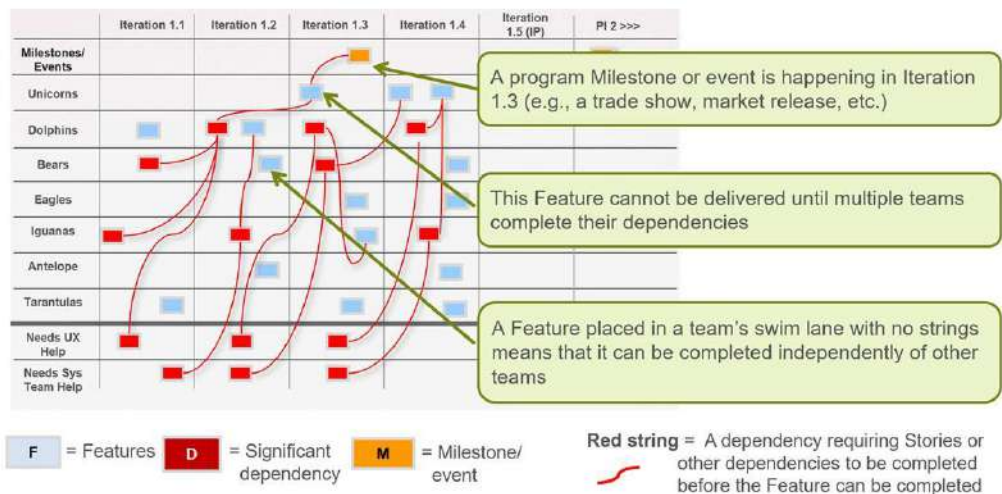 Iteration 1.1 Iteration 1.2 Iteration 1.3 Iteration 1.4 Iteration 1.5 (IP) PI 2 >>>
Milestones/
Events
Unicorns
Dolphins
Bears
Eagles
Iguanas
Antelope
Tarantulas
Needs UX
Help
Needs Sys
Team Help
A program Milestone or event is happening in Iteration
1.3 (e.g., a trade show, market release, etc.)
This Feature cannot be delivered until multiple teams
complete their dependencies
A Feature placed in a team's swim lane with no strings
means that it can be completed independently of other
teams
F = Features
D = Significant
dependency
M = Milestone/
event
Red string = A dependency requiring Stories or
other dependencies to be completed
before the Feature can be completed